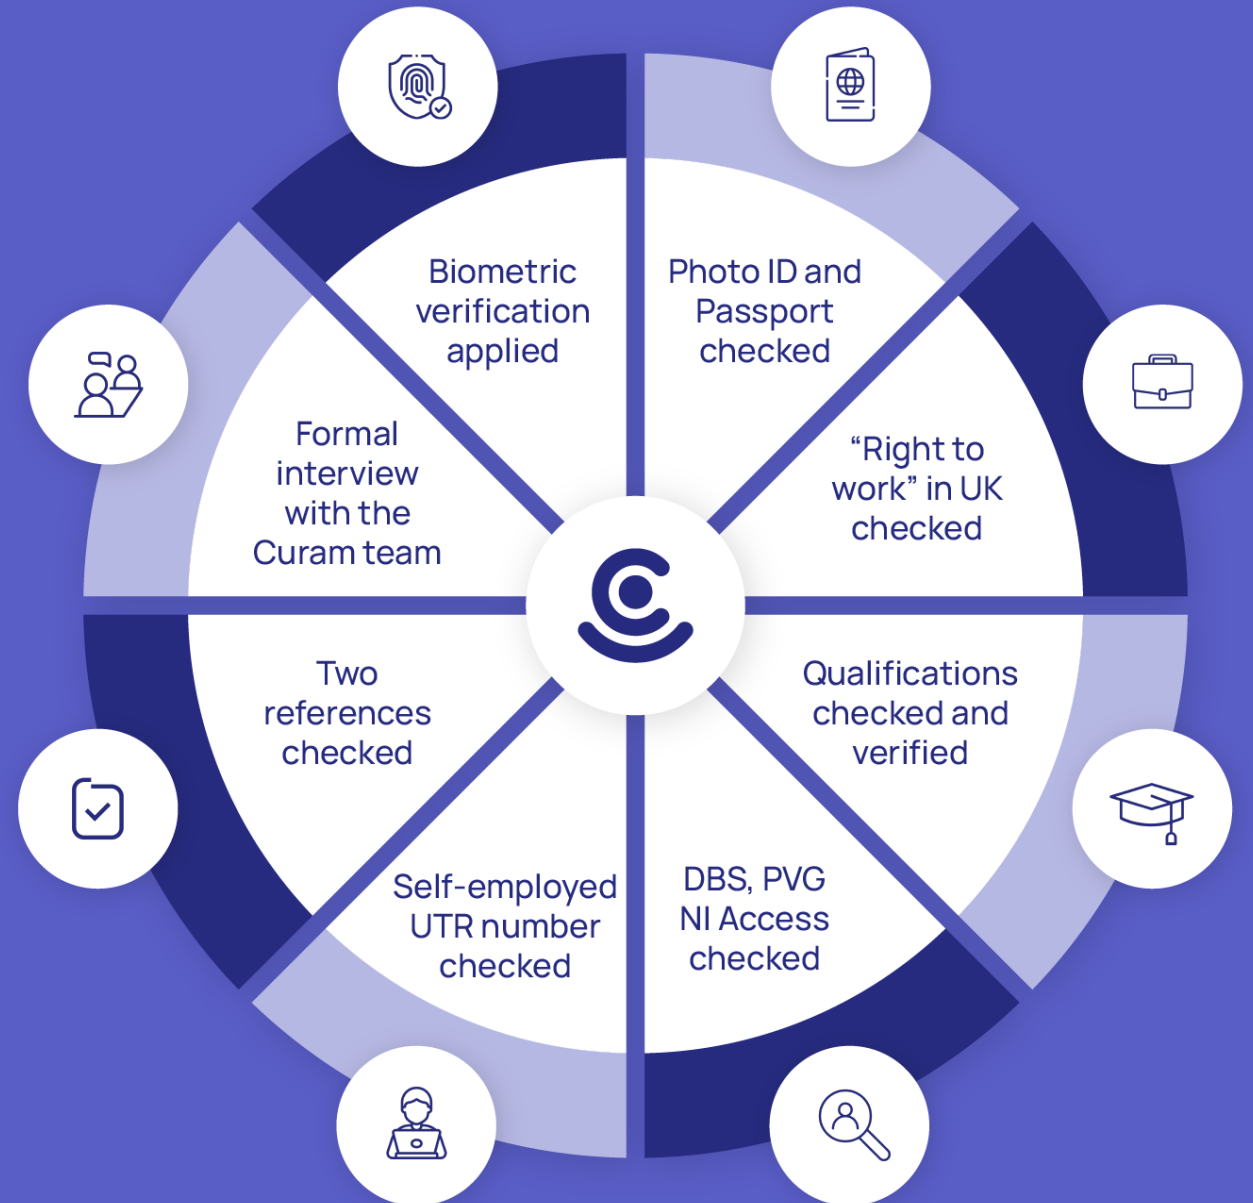 Photo ID and
Passport
checked
“Right to
work” in UK
checked
Qualifications
checked and
verified
DBS, PVG
NI Access
checked
Self-employed
UTR number
checked
Two
references
checked
Formal
interview
with the
Curam team
Biometric
verification
applied